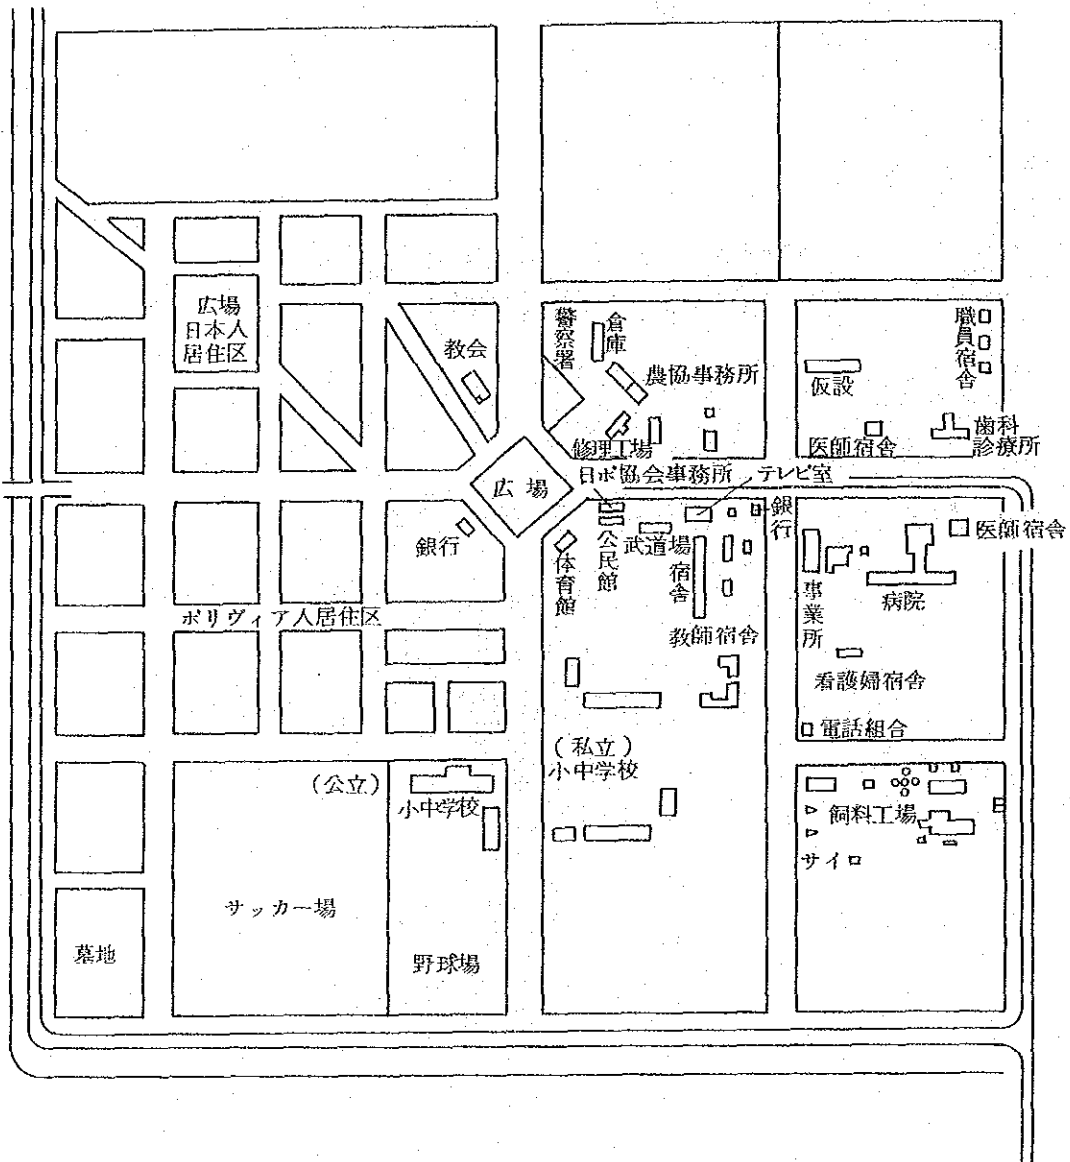 広場
日本人
居住区
教会
警察署
倉庫
農協事務所
修理工場
仮設
職員宿舎
医師宿舎
歯科
診療所
広場
日ボ協会事務所
テレビ室
銀行
銀行
公民館
武道場
宿舎
体育館
教師宿舎
医師宿舎
病院
事業所
看護婦宿舎
電話組合
ボリヴィア人居住区
(公立)
小中学校
(私立)
小中学校
飼料工場
サイロ
サッカー場
野球場
墓地